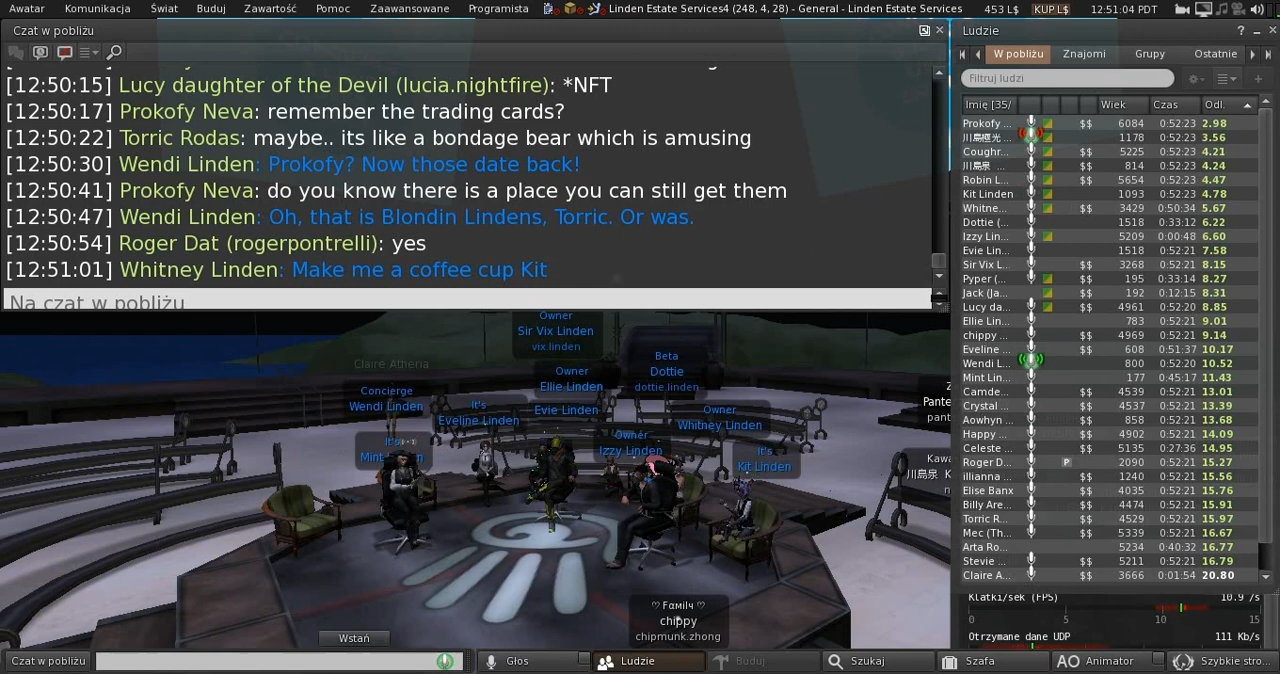 Awatar Komunikacja Świat Buduj Zawartość Pomoc Zaawansowane Programista Linden Estate Services4 (248, 4, 28) - General - Linden Estate Services 453 L$ KUP L$ 12:51:04 PDT
Czat w pobliżu
[12:50:15] Lucy daughter of the Devil (lucia.nightfire): *NFT
[12:50:17] Prokofy Neva: remember the trading cards?
[12:50:22] Torric Rodas: maybe.. its like a bondage bear which is amusing
[12:50:30] Wendi Linden: Prokofy? Now those date back!
[12:50:41] Prokofy Neva: do you know there is a place you can still get them
[12:50:47] Wendi Linden: Oh, that is Blondin Lindens, Torric. Or was.
[12:50:54] Roger Dat (rogerpontrelli): yes
[12:51:01] Whitney Linden: Make me a coffee cup Kit
Na czat w pobliżu
Owner
Sir Vix Linden
vix.linden
Claire Atheria
Beta
Dottie
dottie.linden
Owner
Ellie Linden
Concierge
Wendi Linden
It's
Eveline Linden
Evie Linden
Owner
Whitney Linden
It's
Mint Linden
Owner
Izzy Linden
It's
Kit Linden
Pante
pant
Kawa
川島泉 K
♡ Fαмιlч ♡
chippy
chipmunk.zhong
Wstań
Ludzie
W pobliżu Znajomi Grupy Ostatnie
Filtruj ludzi
Imię [35/ Wiek Czas Odl.
Prokofy ... $$ 6084 0:52:23 2.98
川島極光... 1178 0:52:23 3.56
Coughr... $$ 5225 0:52:23 4.21
川島泉 ... $$ 814 0:52:23 4.24
Robin L... $$ 5654 0:52:23 4.47
Kit Linden 1093 0:52:23 4.78
Whitne... $$ 3429 0:50:34 5.67
Dottie (... 1518 0:33:12 6.22
Izzy Lin... 5209 0:00:48 6.60
Evie Lin... 1518 0:52:21 7.58
Sir Vix L... $$ 3268 0:52:21 8.15
Pyper (... $$ 195 0:33:14 8.27
Jack (Ja... $$ 192 0:12:15 8.31
Lucy da... $$ 4961 0:52:20 8.85
Ellie Lin... 783 0:52:21 9.01
chippy ... $$ 4969 0:52:21 9.14
Eveline ... $$ 608 0:51:37 10.17
Wendi L... 800 0:52:20 10.52
Mint Lin... 177 0:45:17 11.43
Camde... $$ 4539 0:52:21 13.01
Crystal ... $$ 4537 0:52:21 13.39
Aowhyn ... $$ 858 0:52:21 13.68
Happy ... $$ 4902 0:52:21 14.09
Celeste ... $$ 5135 0:27:36 14.95
Roger D... P 2090 0:52:21 15.27
illianna ... $$ 1240 0:52:21 15.56
Elise Banx $$ 4035 0:52:21 15.76
Billy Are... $$ 4474 0:52:21 15.91
Torric R... $$ 4529 0:52:21 15.97
Mec (Th... $$ 5339 0:52:21 16.67
Arta Ro... 5234 0:40:32 16.77
Stevie ... $$ 5211 0:52:21 16.79
Claire A... $$ 3666 0:01:54 20.80
Klatki/sek (FPS) 10.9 /s
0 5 10 15
Otrzymane dane UDP 111 Kb/s
Czat w pobliżu Głos Ludzie Buduj Szukaj Szafa AO Animator Szybkie stro...